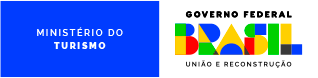 MINISTÉRIO DO
TURISMO
GOVERNO FEDERAL
BRASIL
UNIÃO E RECONSTRUÇÃO